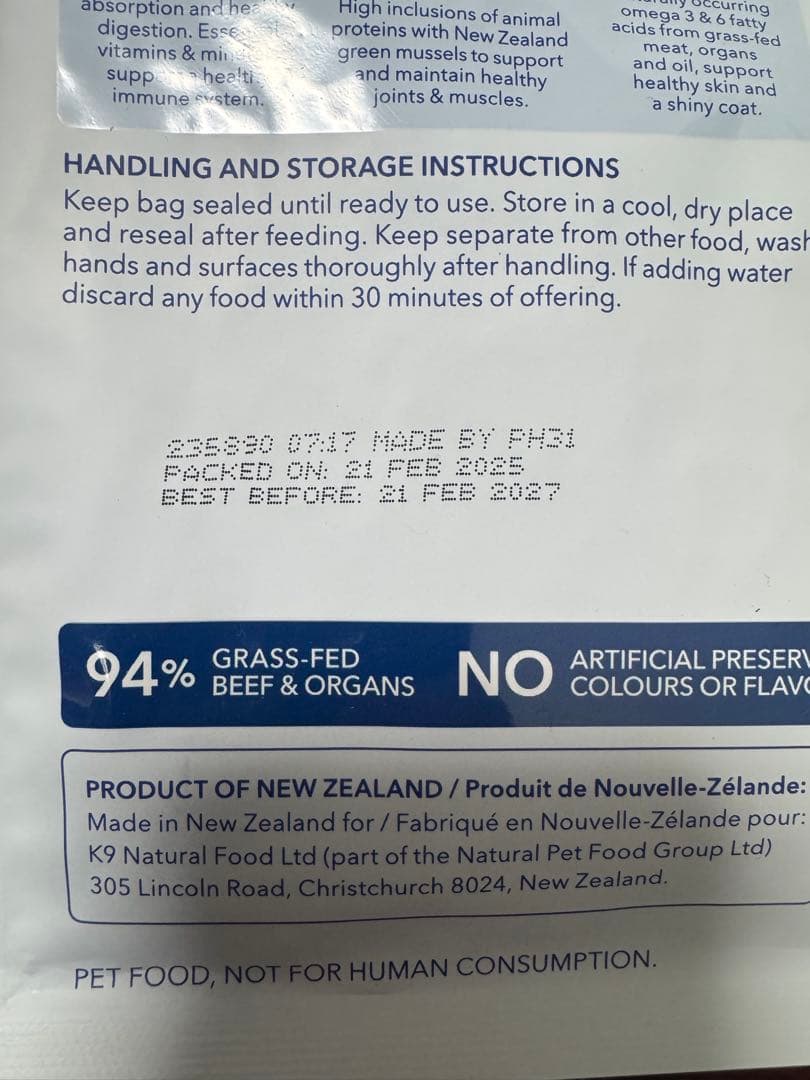 absorption and
digestion.
vitamins &
immune system.
High inclusions of animal
proteins with New Zealand
green mussels to support
and maintain healthy
joints & muscles.
occurring
omega 3 & 6 fatty
acids from grass-fed
meat, organs
and oil, support
healthy skin and
a shiny coat.
HANDLING AND STORAGE INSTRUCTIONS
Keep bag sealed until ready to use. Store in a cool, dry place
and reseal after feeding. Keep separate from other food, wash
hands and surfaces thoroughly after handling. If adding water
discard any food within 30 minutes of offering.
235890 07:17 MADE BY PH31
PACKED ON: 21 FEB 2025
BEST BEFORE: 21 FEB 2027
94% GRASS-FED
BEEF & ORGANS
NO ARTIFICIAL PRESERV
COLOURS OR FLAVO
PRODUCT OF NEW ZEALAND / Produit de Nouvelle-Zélande:
Made in New Zealand for / Fabriqué en Nouvelle-Zélande pour:
K9 Natural Food Ltd (part of the Natural Pet Food Group Ltd)
305 Lincoln Road, Christchurch 8024, New Zealand.
PET FOOD, NOT FOR HUMAN CONSUMPTION.